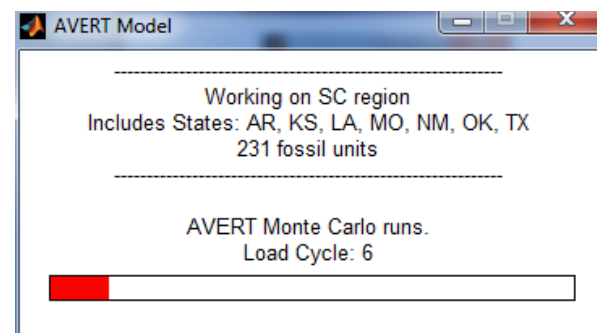 AVERT Model
------------------------------------------------------------
Working on SC region
Includes States: AR, KS, LA, MO, NM, OK, TX
231 fossil units
------------------------------------------------------------
AVERT Monte Carlo runs.
Load Cycle: 6